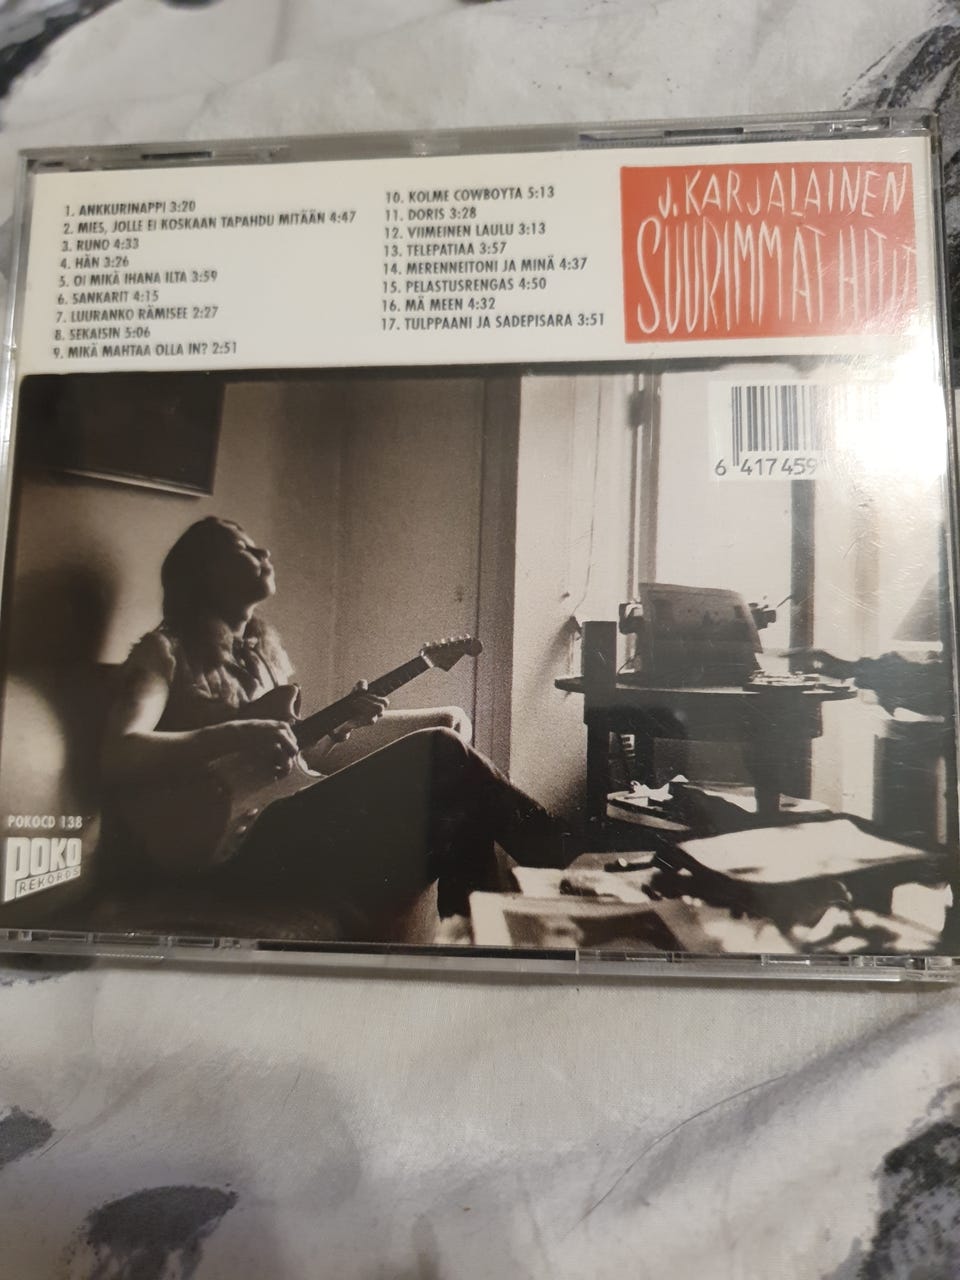 1. ANKKURINAPPI 3:20
2. MIES, JOLLE EI KOSKAAN TAPAHDU MITÄÄN 4:47
3. RUNO 4:33
4. HÄN 3:26
5. OI MIKÄ IHANA ILTA 3:59
6. SANKARIT 4:15
7. LUURANKO RÄMISEE 2:27
8. SEKAISIN 5:06
9. MIKÄ MAHTAA OLLA IN? 2:51
10. KOLME COWBOYTA 5:13
11. DORIS 3:28
12. VIIMEINEN LAULU 3:13
13. TELEPATIAA 3:57
14. MERENNEITONI JA MINÄ 4:37
15. PELASTUSRENGAS 4:50
16. MÄ MEEN 4:32
17. TULPPAANI JA SADEPISARA 3:51
J. KARJALAINEN
SUURIMMAT HITIT
6 417459
POKOCD 138
POKO
REKORDS